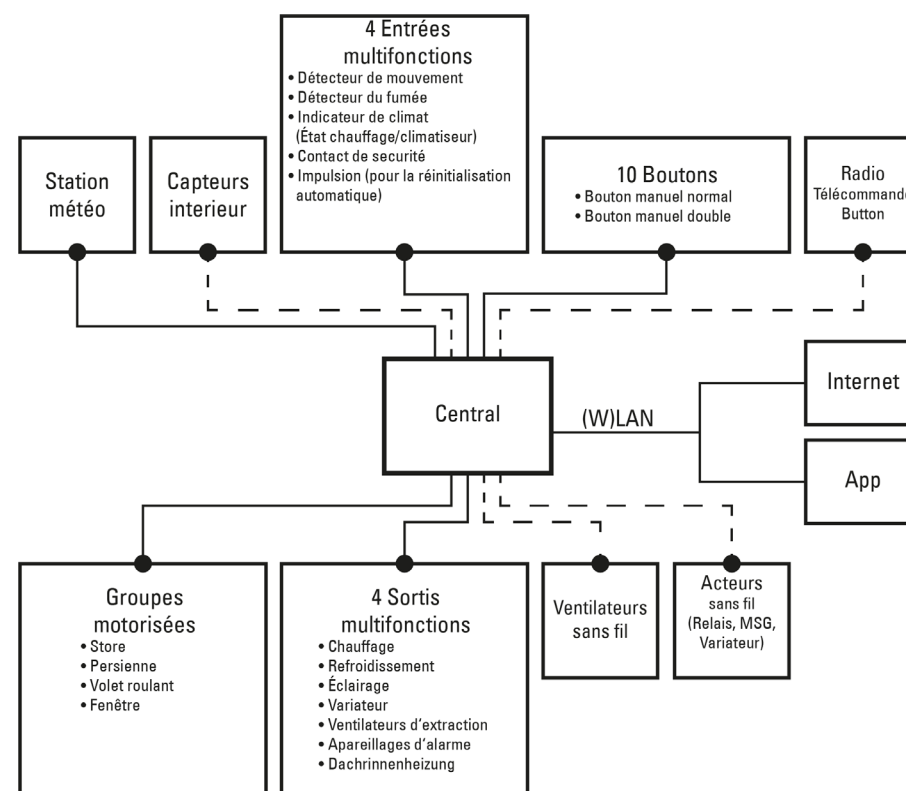 4 Entrées
multifonctions
• Détecteur de mouvement
• Détecteur du fumée
• Indicateur de climat
(État chauffage/climatiseur)
• Contact de securité
• Impulsion (pour la réinitialisation
automatique)
Station
météo
Capteurs
interieur
10 Boutons
• Bouton manuel normal
• Bouton manuel double
Radio
Télécommande
Button
Central
(W)LAN
Internet
App
Groupes
motorisées
• Store
• Persienne
• Volet roulant
• Fenêtre
4 Sortis
multifonctions
• Chauffage
• Refroidissement
• Éclairage
• Variateur
• Ventilateurs d'extraction
• Apareillages d'alarme
• Dachrinnenheizung
Ventilateurs
sans fil
Acteurs
sans fil
(Relais, MSG,
Variateur)